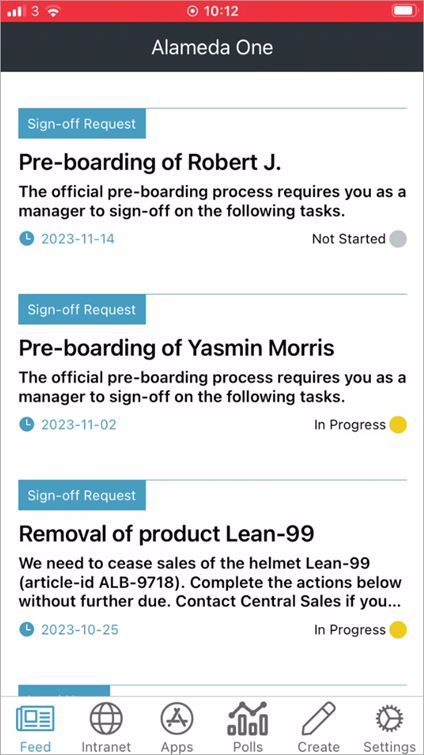 3 10:12
Alameda One
Sign-off Request
Pre-boarding of Robert J.
The official pre-boarding process requires you as a
manager to sign-off on the following tasks.
2023-11-14 Not Started
Sign-off Request
Pre-boarding of Yasmin Morris
The official pre-boarding process requires you as a
manager to sign-off on the following tasks.
2023-11-02 In Progress
Sign-off Request
Removal of product Lean-99
We need to cease sales of the helmet Lean-99
(article-id ALB-9718). Complete the actions below
without further due. Contact Central Sales if you...
2023-10-25 In Progress
Feed Intranet Apps Polls Create Settings